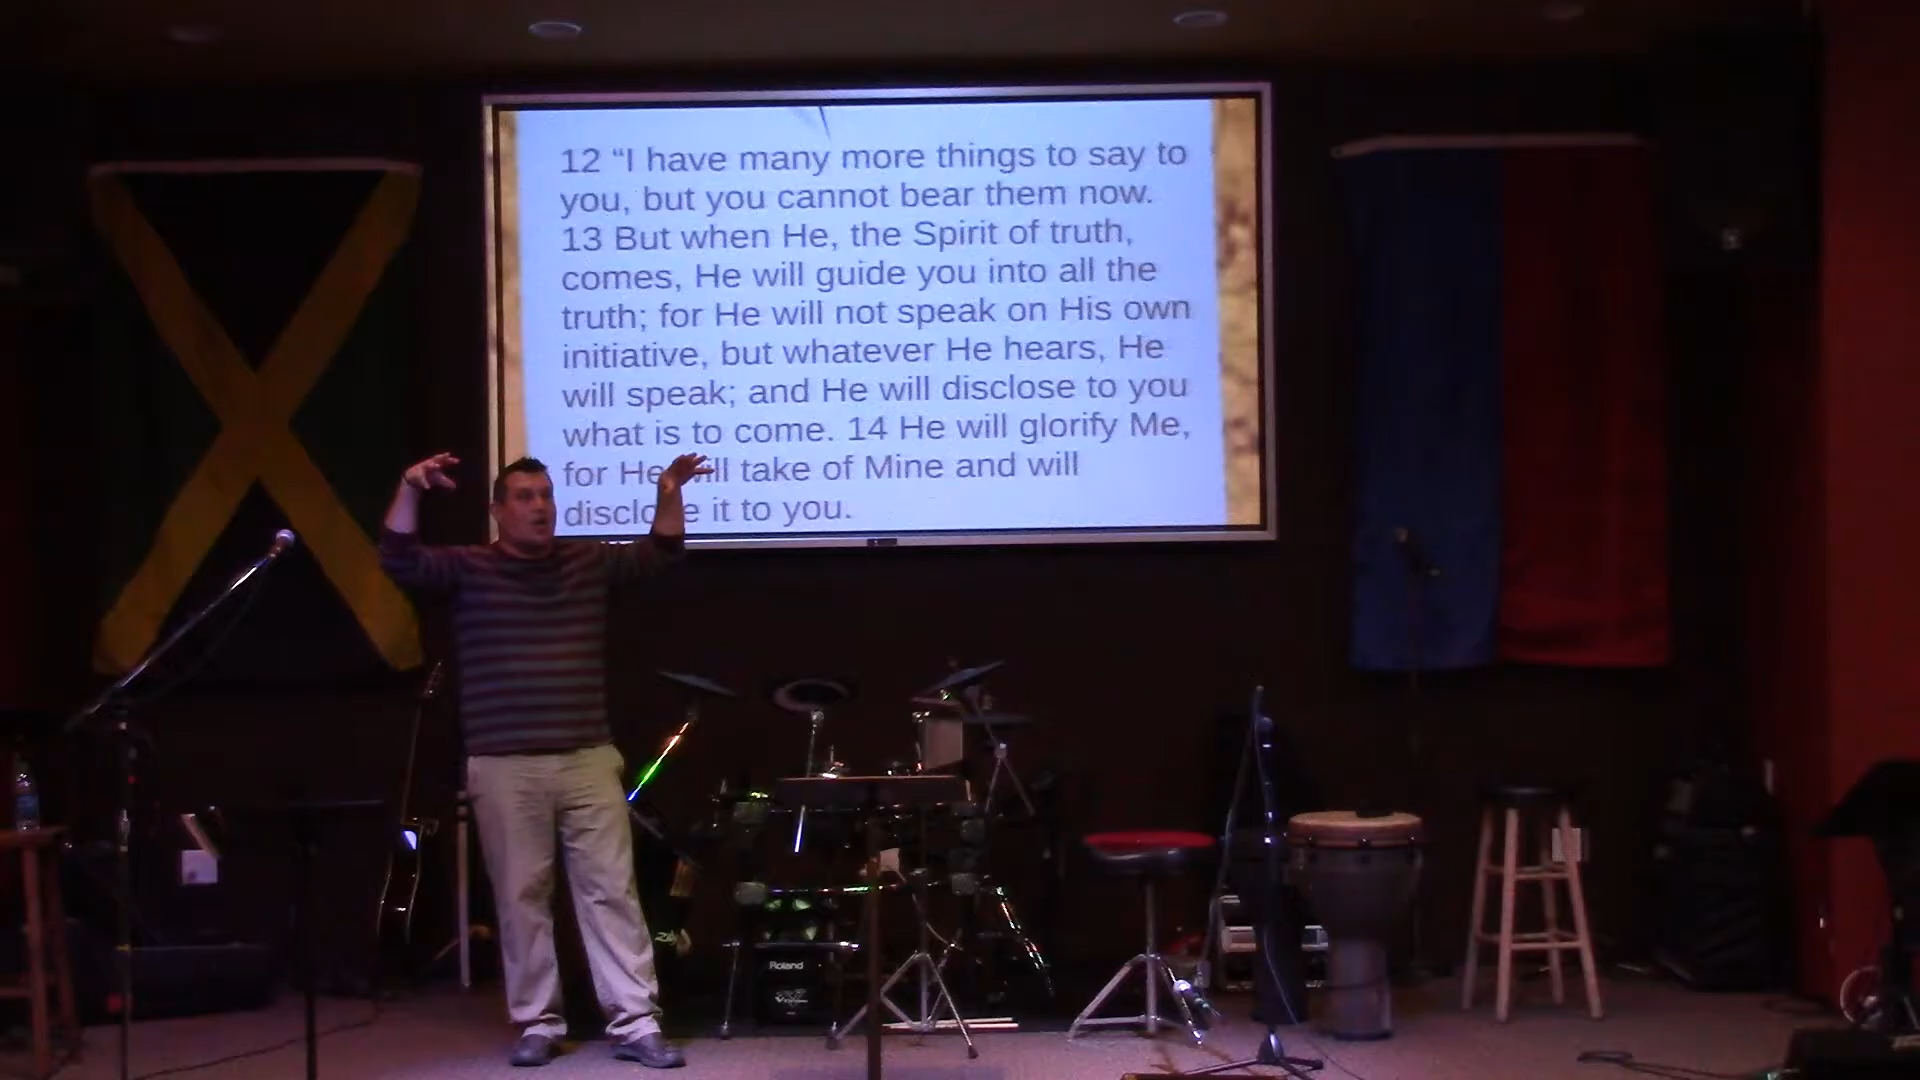 12 “I have many more things to say to
you, but you cannot bear them now.
13 But when He, the Spirit of truth,
comes, He will guide you into all the
truth; for He will not speak on His own
initiative, but whatever He hears, He
will speak; and He will disclose to you
what is to come. 14 He will glorify Me,
for He will take of Mine and will
disclose it to you.
Roland